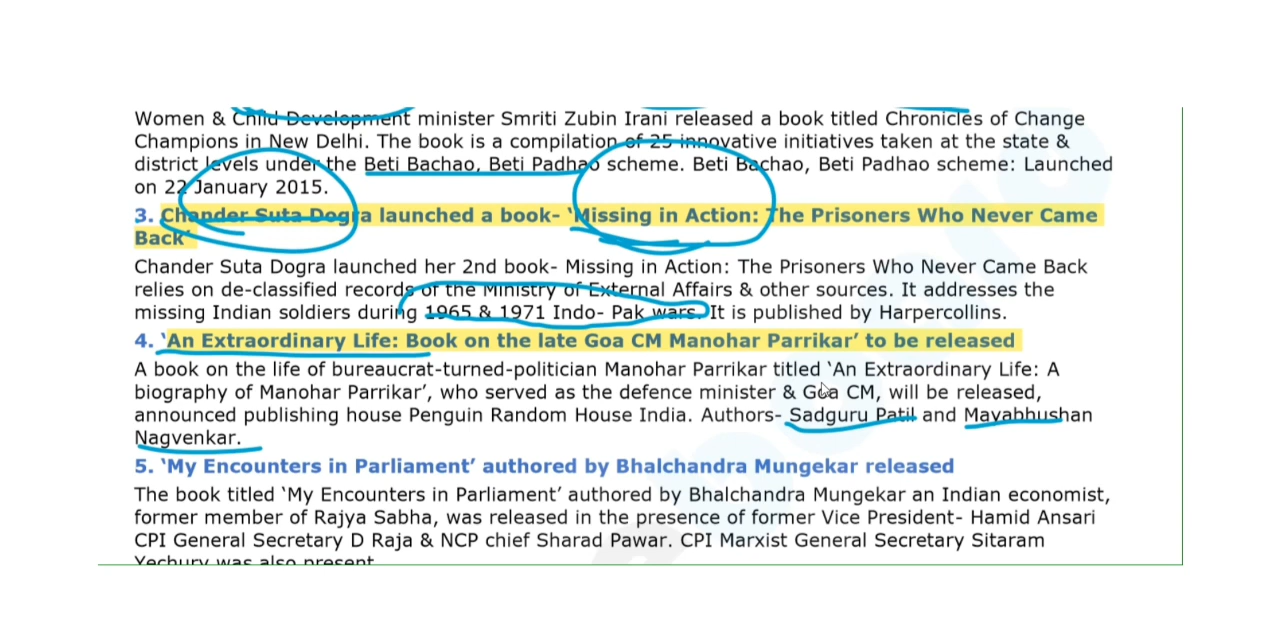 Women & Child Development minister Smriti Zubin Irani released a book titled Chronicles of Change
Champions in New Delhi. The book is a compilation of 25 innovative initiatives taken at the state &
district levels under the Beti Bachao, Beti Padhao scheme. Beti Bachao, Beti Padhao scheme: Launched
on 22 January 2015.
3. Chander Suta Dogra launched a book- ‘Missing in Action: The Prisoners Who Never Came
Back’
Chander Suta Dogra launched her 2nd book- Missing in Action: The Prisoners Who Never Came Back
relies on de-classified records of the Ministry of External Affairs & other sources. It addresses the
missing Indian soldiers during 1965 & 1971 Indo- Pak wars. It is published by Harpercollins.
4. ‘An Extraordinary Life: Book on the late Goa CM Manohar Parrikar’ to be released
A book on the life of bureaucrat-turned-politician Manohar Parrikar titled ‘An Extraordinary Life: A
biography of Manohar Parrikar’, who served as the defence minister & Goa CM, will be released,
announced publishing house Penguin Random House India. Authors- Sadguru Patil and Mayabhushan
Nagvenkar.
5. ‘My Encounters in Parliament’ authored by Bhalchandra Mungekar released
The book titled ‘My Encounters in Parliament’ authored by Bhalchandra Mungekar an Indian economist,
former member of Rajya Sabha, was released in the presence of former Vice President- Hamid Ansari
CPI General Secretary D Raja & NCP chief Sharad Pawar. CPI Marxist General Secretary Sitaram
Yechury was also present